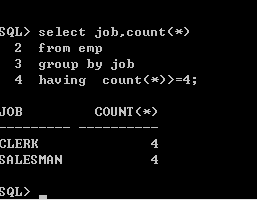 SQL> select job,count(*)
  2  from emp
  3  group by job
  4  having  count(*)>=4;
JOB         COUNT(*)
--------- ----------
CLERK              4
SALESMAN           4
SQL>